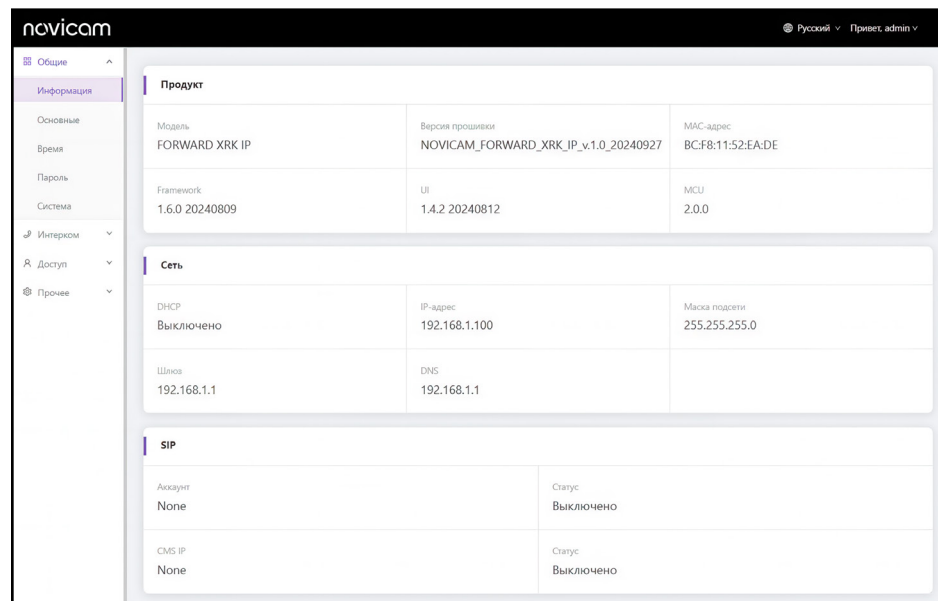 novicam
Русский Привет, admin
Общие
Информация
Основные
Время
Пароль
Система
Интерком
Доступ
Прочее
Продукт
Модель Версия прошивки MAC-адрес
FORWARD XRK IP NOVICAM_FORWARD_XRK_IP_v.1.0_20240927 BC:F8:11:52:EA:DE
Framework UI MCU
1.6.0 20240809 1.4.2 20240812 2.0.0
Сеть
DHCP IP-адрес Маска подсети
Выключено 192.168.1.100 255.255.255.0
Шлюз DNS
192.168.1.1 192.168.1.1
SIP
Аккаунт Статус
None Выключено
CMS IP Статус
None Выключено